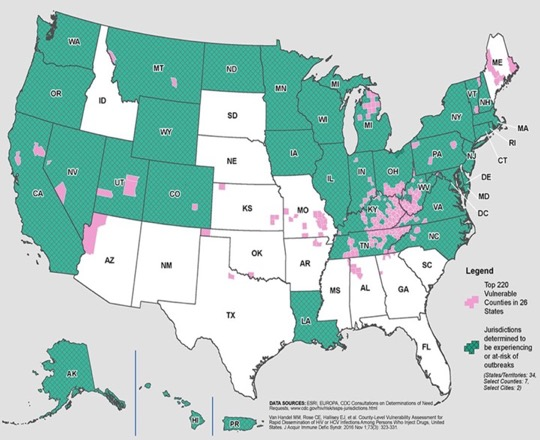 WA
MT
ND
MN
ME
OR
ID
SD
WI
MI
VT
NH
NY
MA
RI
CT
WY
MI
IA
NE
PA
NJ
NV
UT
CO
IL
IN
OH
WV
DE
MD
DC
CA
KS
MO
KY
VA
NC
TN
AZ
NM
OK
AR
SC
MS
AL
GA
TX
LA
FL
AK
HI
PR
Legend
Top 220
Vulnerable
Counties in 26
States
Jurisdictions
determined to
be experiencing
or at-risk of
outbreaks
(States/Territories: 34,
Select Counties: 7,
Select Cities: 2)
DATA SOURCES: ESRI, EUROPA, CDC Consultations on Determinations of Need
Requests, www.cdc.gov/hiv/risk/ssps-jurisdictions.html
Van Handel MM, Rose CE, Hallisey EJ, et al. County-Level Vulnerability Assessment for
Rapid Dissemination of HIV or HCV Infections Among Persons Who Inject Drugs, United
States. J Acquir Immune Defic Syndr. 2016 Nov 1;73(3): 323-331.